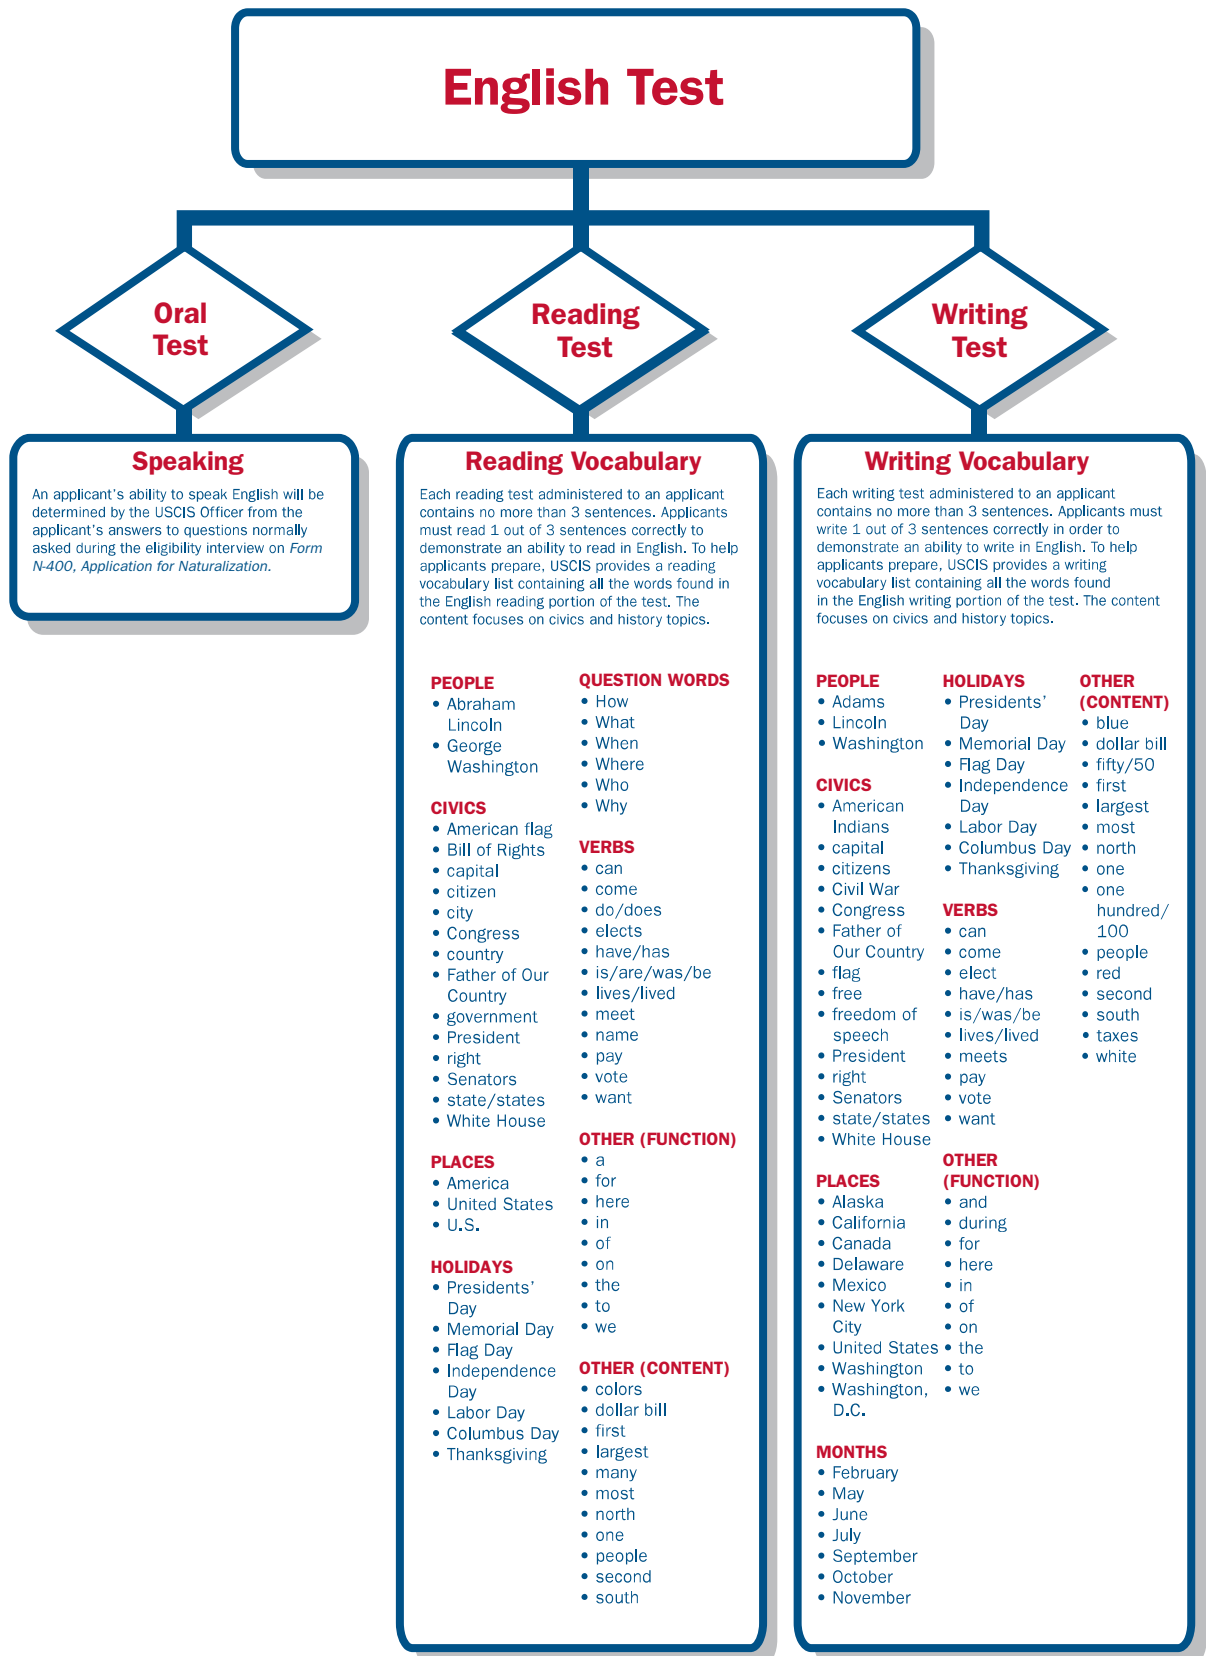 English Test
Oral
Test
Reading
Test
Writing
Test
Speaking
An applicant's ability to speak English will be
determined by the USCIS Officer from the
applicant's answers to questions normally
asked during the eligibility interview on Form
N-400, Application for Naturalization.
Reading Vocabulary
Each reading test administered to an applicant
contains no more than 3 sentences. Applicants
must read 1 out of 3 sentences correctly to
demonstrate an ability to read in English. To help
applicants prepare, USCIS provides a reading
vocabulary list containing all the words found in
the English reading portion of the test. The
content focuses on civics and history topics.
PEOPLE
• Abraham
Lincoln
• George
Washington
CIVICS
• American flag
• Bill of Rights
• capital
• citizen
• city
• Congress
• country
• Father of Our
Country
• government
• President
• right
• Senators
• state/states
• White House
PLACES
• America
• United States
• U.S.
HOLIDAYS
• Presidents'
Day
• Memorial Day
• Flag Day
• Independence
Day
• Labor Day
• Columbus Day
• Thanksgiving
QUESTION WORDS
• How
• What
• When
• Where
• Who
• Why
VERBS
• can
• come
• do/does
• elects
• have/has
• is/are/was/be
• lives/lived
• meet
• name
• pay
• vote
• want
OTHER (FUNCTION)
• a
• for
• here
• in
• of
• on
• the
• to
• we
OTHER (CONTENT)
• colors
• dollar bill
• first
• largest
• many
• most
• north
• one
• people
• second
• south
Writing Vocabulary
Each writing test administered to an applicant
contains no more than 3 sentences. Applicants must
write 1 out of 3 sentences correctly in order to
demonstrate an ability to write in English. To help
applicants prepare, USCIS provides a writing
vocabulary list containing all the words found
in the English writing portion of the test. The content
focuses on civics and history topics.
PEOPLE
• Adams
• Lincoln
• Washington
CIVICS
• American
Indians
• capital
• citizens
• Civil War
• Congress
• Father of
Our Country
• flag
• free
• freedom of
speech
• President
• right
• Senators
• state/states
• White House
PLACES
• Alaska
• California
• Canada
• Delaware
• Mexico
• New York
City
• United States
• Washington
• Washington,
D.C.
MONTHS
• February
• May
• June
• July
• September
• October
• November
HOLIDAYS
• Presidents'
Day
• Memorial Day
• Flag Day
• Independence
Day
• Labor Day
• Columbus Day
• Thanksgiving
VERBS
• can
• come
• elect
• have/has
• is/was/be
• lives/lived
• meets
• pay
• vote
• want
OTHER
(FUNCTION)
• and
• during
• for
• here
• in
• of
• on
• the
• to
• we
OTHER
(CONTENT)
• blue
• dollar bill
• fifty/50
• first
• largest
• most
• north
• one
• one
hundred/
100
• people
• red
• second
• south
• taxes
• white